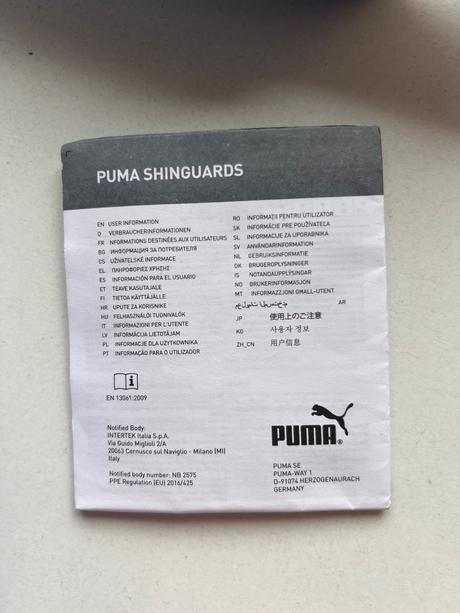 PUMA SHINGUARDS
EN USER INFORMATION
D VERBRAUCHERINFORMATIONEN
FR NFORMATIONS DESTINÉES AUX UTILISATEURS
BG ИНФОРМАЦИЯ ЗА ПОТРЕБИТЕЛЯ
CS UŽIVATELSKÉ INFORMACE
EL ΠΛΗΡΟΦΟΡΙΕΣ ΧΡΗΣΗΣ
ES INFORMACIÓN PARA EL USUARIO
ET TEAVE KASUTAJALE
FI TIETOA KÄYTTÄJÄLLE
HR UPUTE ZA KORISNIKE
HU FELHASZNÁLÓI TUDNIVALÓK
IT INFORMAZIONI PER L'UTENTE
LV INFORMĀCIJA LIETOTĀJAM
PL INFORMACJE DLA UŻYTKOWNIKA
PT INFORMAÇÃO PARA O UTILIZADOR
RO INFORMAȚII PENTRU UTILIZATOR
SK INFORMÁCIE PRE POUŽÍVATEĽA
SL INFORMACIJE ZA UPORABNIKA
SV ANVÄNDARINFORMATION
NL GEBRUIKSINFORMATIE
DK BRUGEROPLYSNINGER
IS NOTANDAUPPLÝSINGAR
NO BRUKERINFORMASJON
MT INFORMAZZJONI GĦALL-UTENT
AR
JP 使用上のご注意
KO 사용자 정보
ZH_CN 用户信息
i
EN 13061:2009
Notified Body:
INTERTEK Italia S.p.A.
Via Guido Miglioli 2/A
20063 Cernusco sul Naviglio - Milano (MI)
Italy
Notified body number: NB 2575
PPE Regulation (EU) 2016/425
PUMA®
PUMA SE
PUMA-WAY 1
D-91074 HERZOGENAURACH
GERMANY